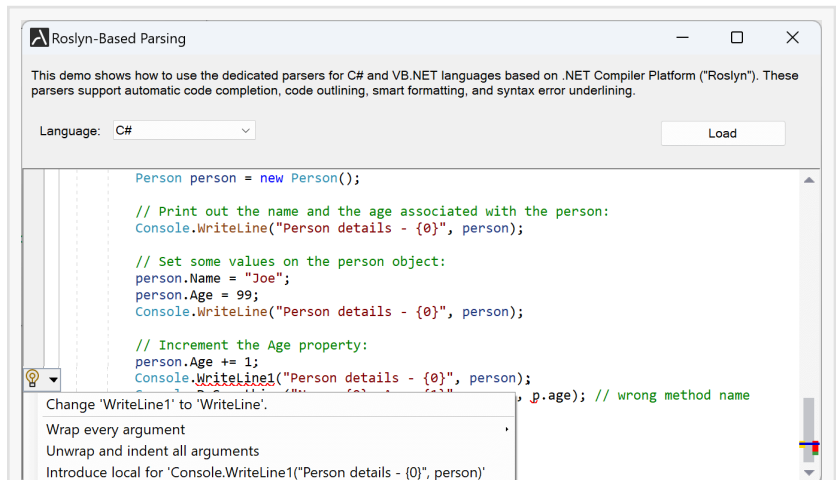 Roslyn-Based Parsing
This demo shows how to use the dedicated parsers for C# and VB.NET languages based on .NET Compiler Platform ("Roslyn"). These
parsers support automatic code completion, code outlining, smart formatting, and syntax error underlining.
Language: C# Load
Person person = new Person();
// Print out the name and the age associated with the person:
Console.WriteLine("Person details - {0}", person);
// Set some values on the person object:
person.Name = "Joe";
person.Age = 99;
Console.WriteLine("Person details - {0}", person);
// Increment the Age property:
person.Age += 1;
Console.WriteLine1("Person details - {0}", person);
, p.age); // wrong method name
Change 'WriteLine1' to 'WriteLine'.
Wrap every argument
Unwrap and indent all arguments
Introduce local for 'Console.WriteLine1("Person details - {0}", person)'